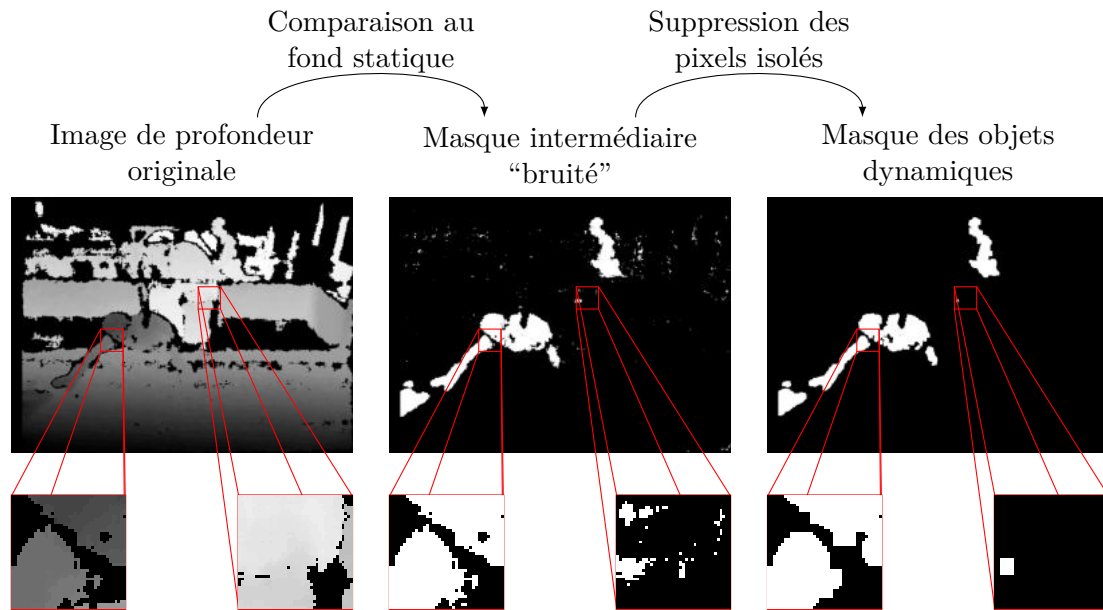 Comparaison au
fond statique
Suppression des
pixels isolés
Image de profondeur
originale
Masque intermédiaire
“bruité”
Masque des objets
dynamiques